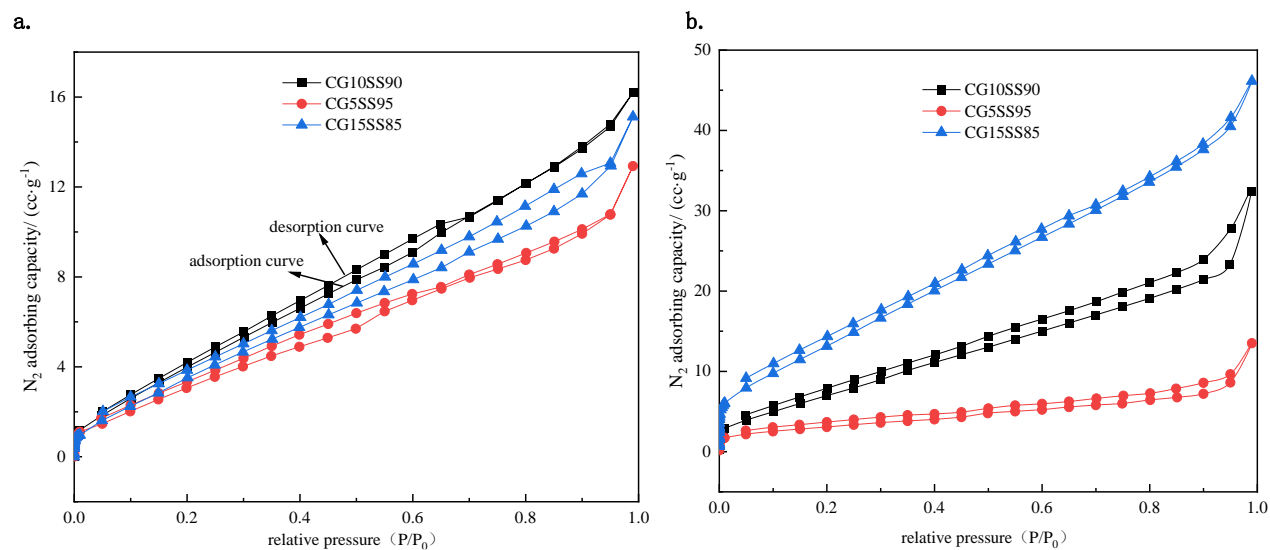 a.
16
12
8
4
0
0.0 0.2 0.4 0.6 0.8 1.0
N₂ adsorbing capacity/ (cc·g⁻¹)
relative pressure（P/P₀）
CG10SS90
CG5SS95
CG15SS85
desorption curve
adsorption curve
b.
50
40
30
20
10
0
0.0 0.2 0.4 0.6 0.8 1.0
N₂ adsorbing capacity/ (cc·g⁻¹)
relative pressure（P/P₀）
CG10SS90
CG5SS95
CG15SS85